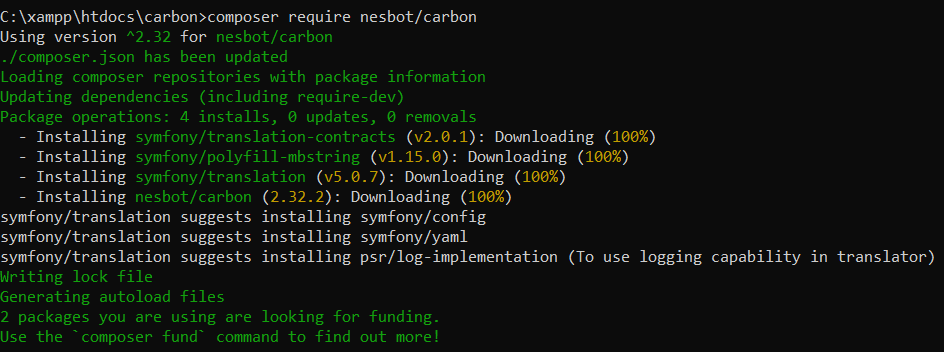 C:\xampp\htdocs\carbon>composer require nesbot/carbon
Using version ^2.32 for nesbot/carbon
./composer.json has been updated
Loading composer repositories with package information
Updating dependencies (including require-dev)
Package operations: 4 installs, 0 updates, 0 removals
  - Installing symfony/translation-contracts (v2.0.1): Downloading (100%)
  - Installing symfony/polyfill-mbstring (v1.15.0): Downloading (100%)
  - Installing symfony/translation (v5.0.7): Downloading (100%)
  - Installing nesbot/carbon (2.32.2): Downloading (100%)
symfony/translation suggests installing symfony/config
symfony/translation suggests installing symfony/yaml
symfony/translation suggests installing psr/log-implementation (To use logging capability in translator)
Writing lock file
Generating autoload files
2 packages you are using are looking for funding.
Use the `composer fund` command to find out more!